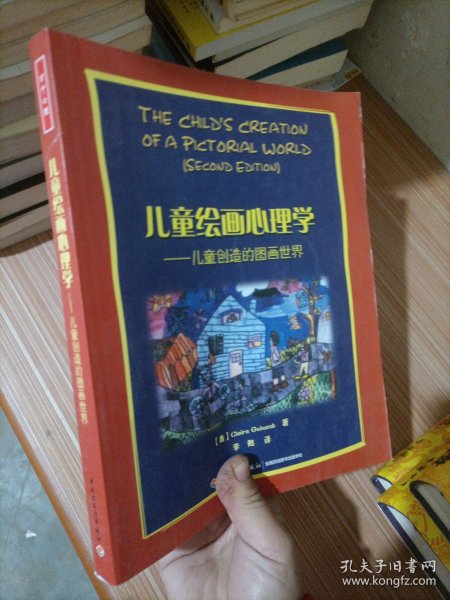 THE CHILD'S CREATION
OF A PICTORIAL WORLD
(SECOND EDITION)
儿童绘画心理学
——儿童创造的图画世界
[美] Claire Golomb 著
李甦 译
儿童绘画心理学——儿童创造的图画世界
孔夫子旧书网
www.kongfz.com